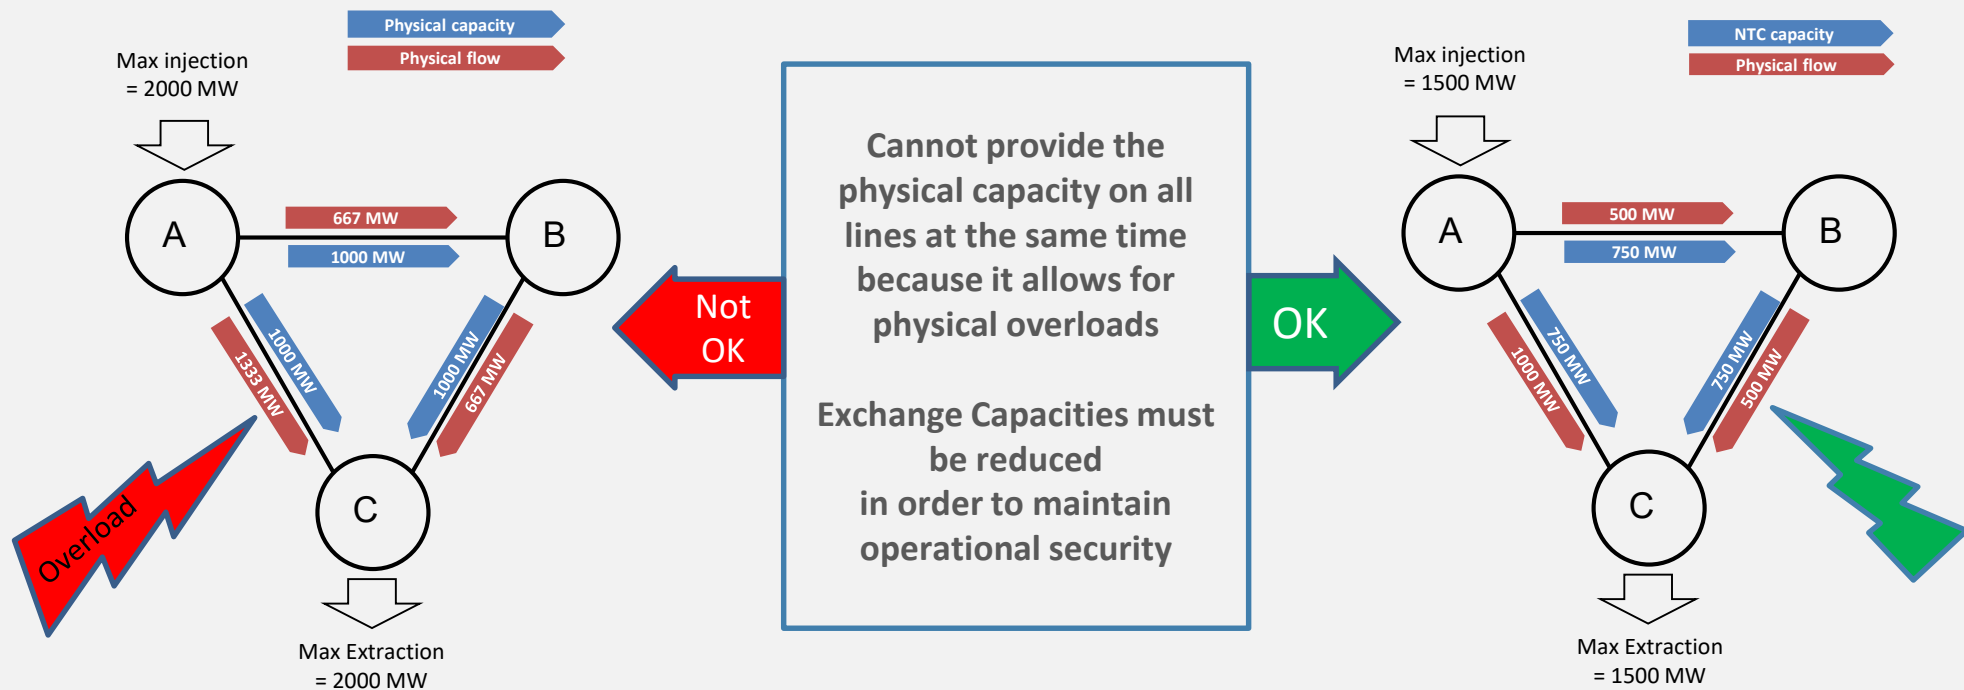 Physical capacity
Physical flow
Max injection
= 2000 MW
A
B
667 MW
1000 MW
1000 MW
1333 MW
1000 MW
667 MW
C
Overload
Max Extraction
= 2000 MW
Not
OK
Cannot provide the
physical capacity on all
lines at the same time
because it allows for
physical overloads
Exchange Capacities must
be reduced
in order to maintain
operational security
OK
NTC capacity
Physical flow
Max injection
= 1500 MW
A
B
500 MW
750 MW
750 MW
1000 MW
750 MW
500 MW
C
Max Extraction
= 1500 MW